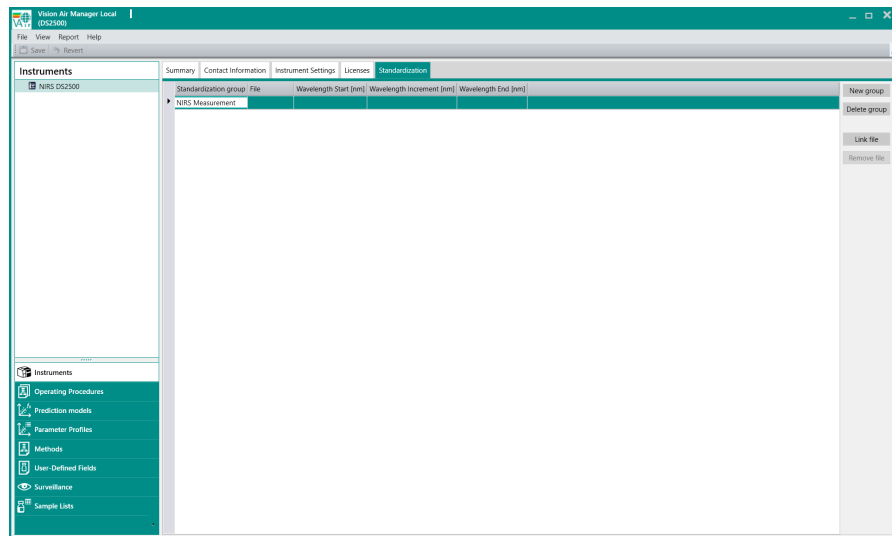 Vision Air Manager Local
(DS2500)
File View Report Help
Save Revert
Instruments
NIRS DS2500
Summary Contact Information Instrument Settings Licenses Standardization
Standardization group File Wavelength Start [nm] Wavelength Increment [nm] Wavelength End [nm]
NIRS Measurement
New group
Delete group
Link file
Remove file
Instruments
Operating Procedures
Prediction models
Parameter Profiles
Methods
User-Defined Fields
Surveillance
Sample Lists